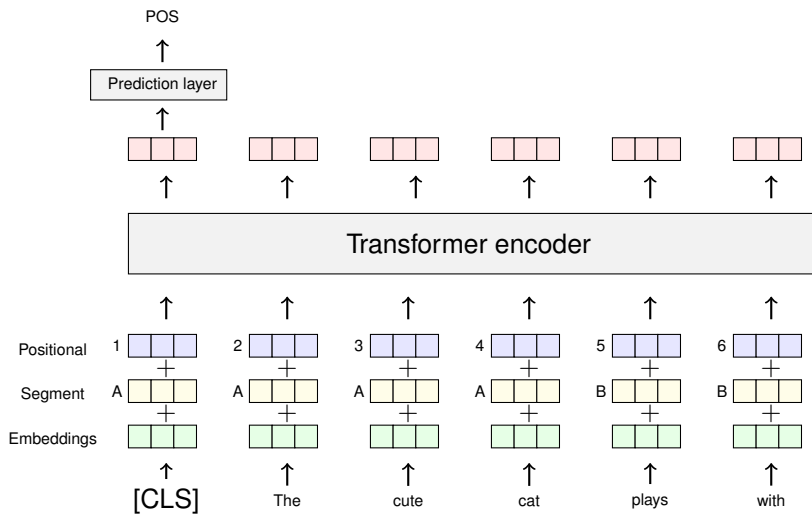 POS
Prediction layer
Transformer encoder
Positional 1 2 3 4 5 6
Segment A A A A B B
Embeddings
[CLS] The cute cat plays with